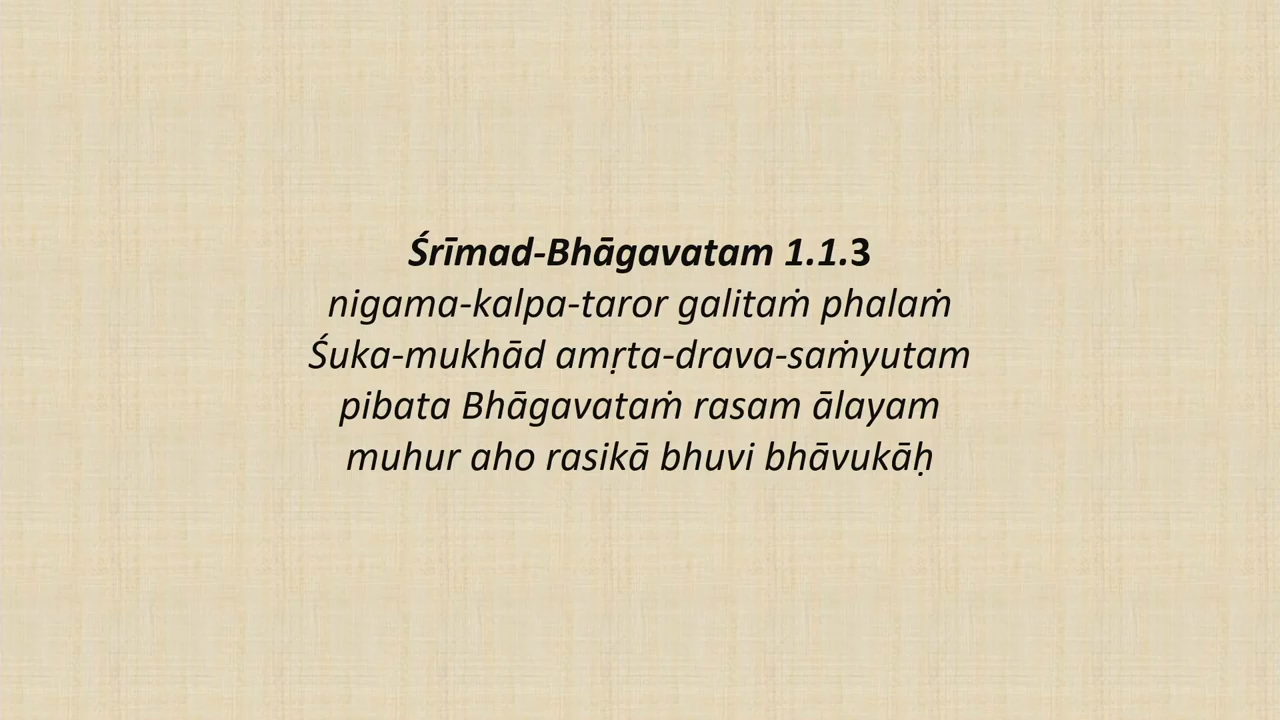 Śrīmad-Bhāgavatam 1.1.3
nigama-kalpa-taror galitaṁ phalaṁ
Śuka-mukhād amṛta-drava-saṁyutam
pibata Bhāgavataṁ rasam ālayam
muhur aho rasikā bhuvi bhāvukāḥ